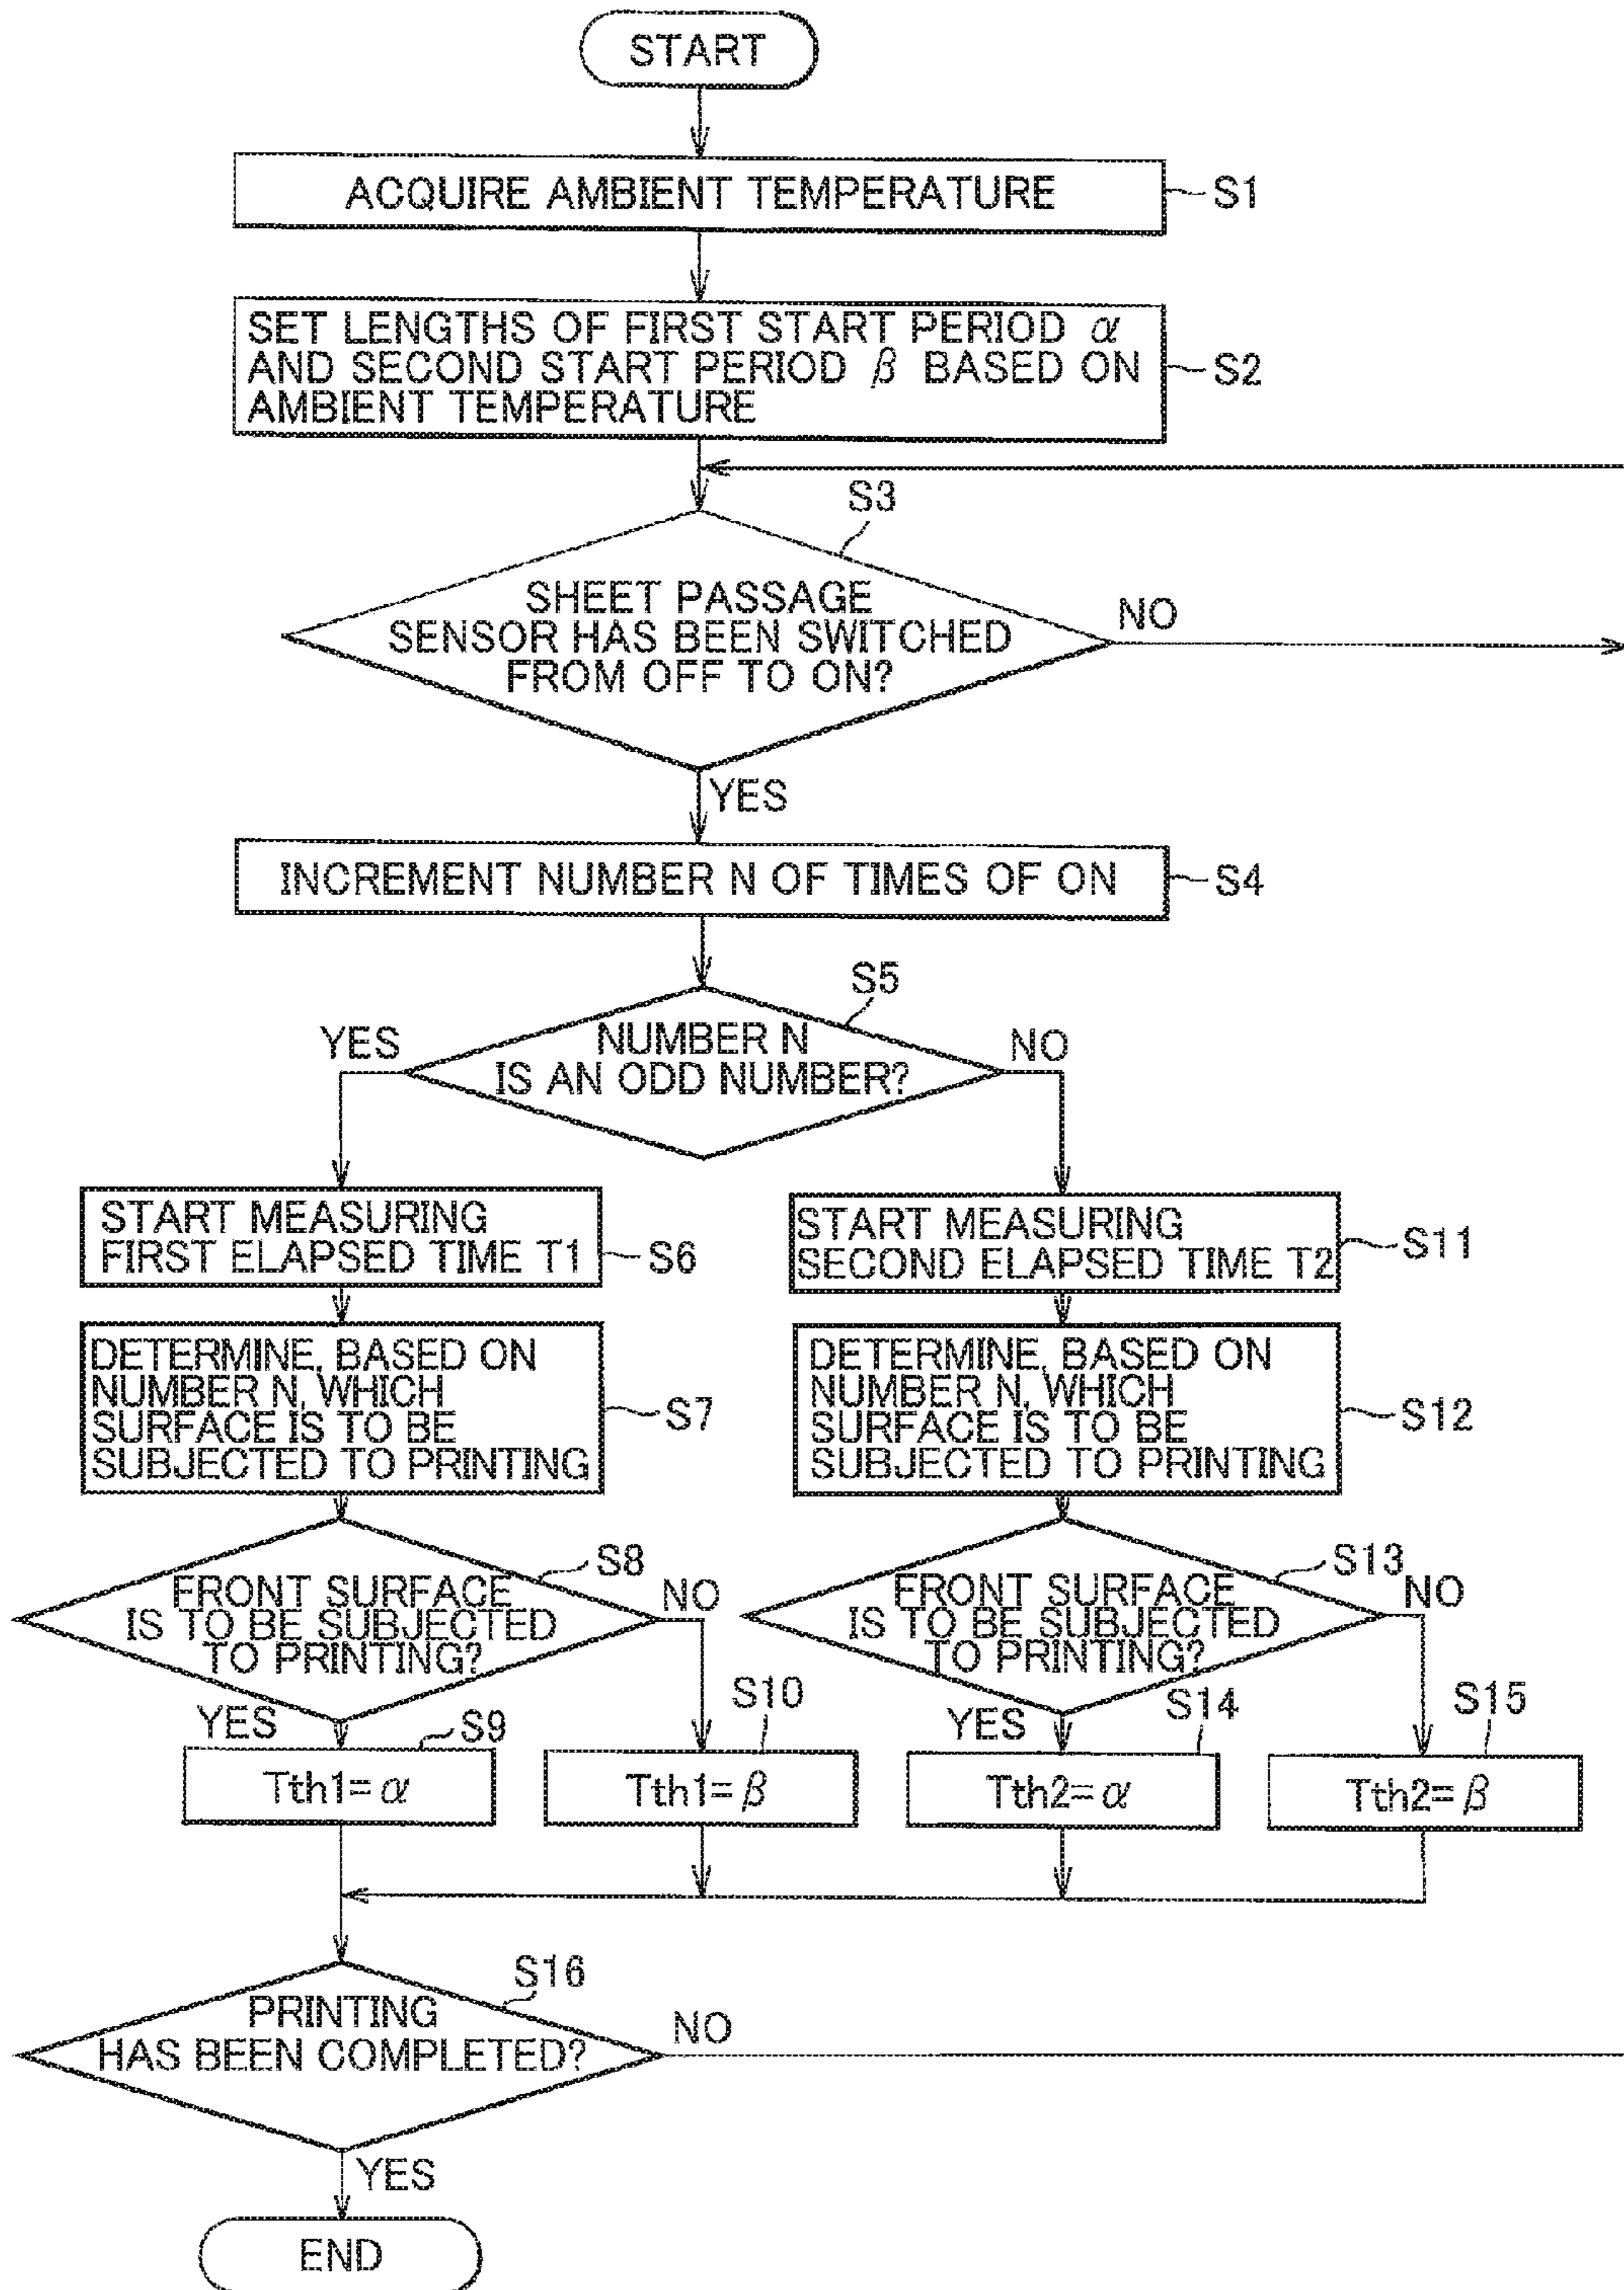 START
ACQUIRE AMBIENT TEMPERATURE
S1
SET LENGTHS OF FIRST START PERIOD α
AND SECOND START PERIOD β BASED ON
AMBIENT TEMPERATURE
S2
S3
SHEET PASSAGE
SENSOR HAS BEEN SWITCHED
FROM OFF TO ON?
NO
YES
INCREMENT NUMBER N OF TIMES OF ON
S4
S5
NUMBER N
IS AN ODD NUMBER?
YES
NO
START MEASURING
FIRST ELAPSED TIME T1
S6
START MEASURING
SECOND ELAPSED TIME T2
S11
DETERMINE, BASED ON
NUMBER N, WHICH
SURFACE IS TO BE
SUBJECTED TO PRINTING
S7
DETERMINE, BASED ON
NUMBER N, WHICH
SURFACE IS TO BE
SUBJECTED TO PRINTING
S12
S8
FRONT SURFACE
IS TO BE SUBJECTED
TO PRINTING?
NO
YES
S13
FRONT SURFACE
IS TO BE SUBJECTED
TO PRINTING?
NO
YES
S9
Tth1=α
S10
Tth1=β
S14
Tth2=α
S15
Tth2=β
S16
PRINTING
HAS BEEN COMPLETED?
NO
YES
END